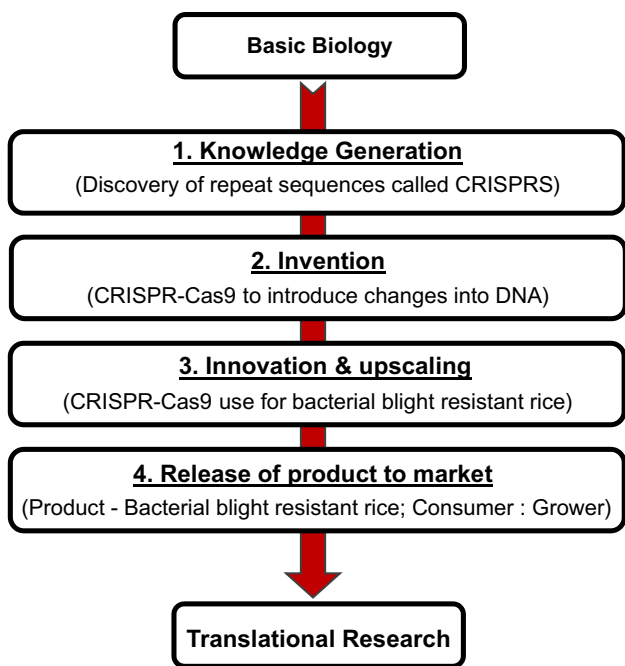 Basic Biology
1. Knowledge Generation
(Discovery of repeat sequences called CRISPRS)
2. Invention
(CRISPR-Cas9 to introduce changes into DNA)
3. Innovation & upscaling
(CRISPR-Cas9 use for bacterial blight resistant rice)
4. Release of product to market
(Product - Bacterial blight resistant rice; Consumer : Grower)
Translational Research